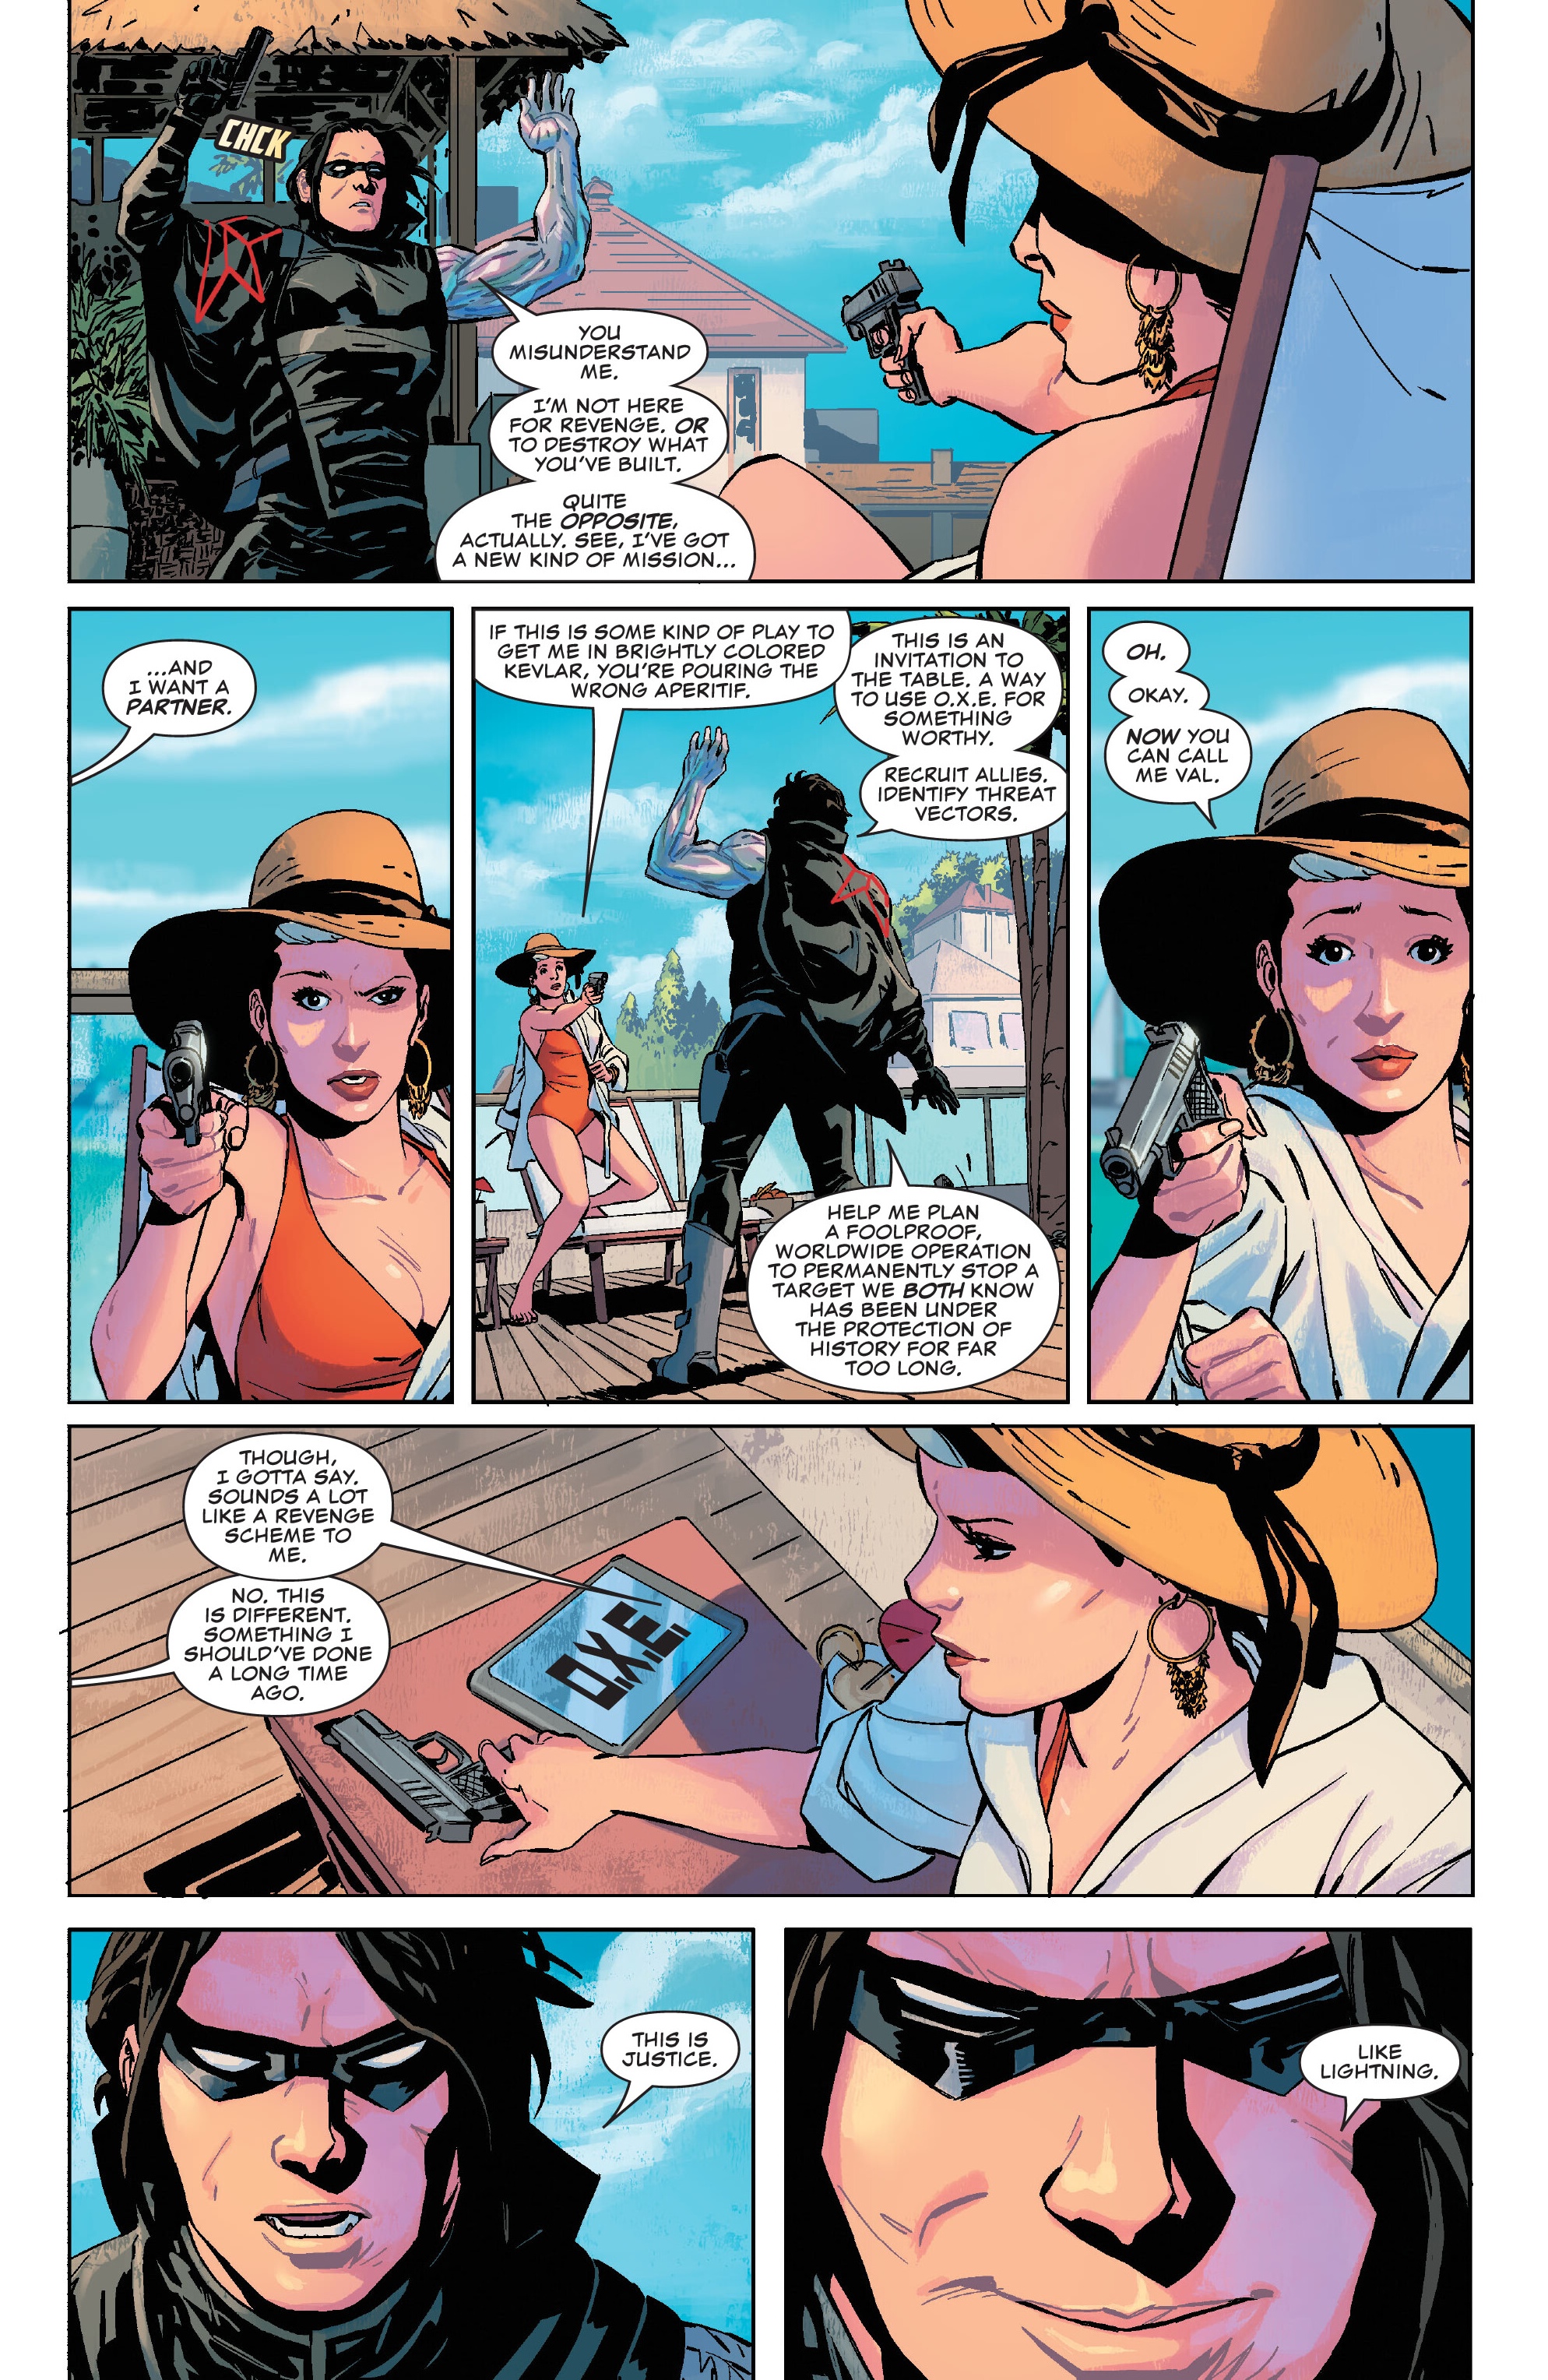 CHCK
YOU
MISUNDERSTAND
ME.
I'M NOT HERE
FOR REVENGE. OR
TO DESTROY WHAT
YOU'VE BUILT.
QUITE
THE OPPOSITE,
ACTUALLY. SEE, I'VE GOT
A NEW KIND OF MISSION...
...AND
I WANT A
PARTNER.
IF THIS IS SOME KIND OF PLAY TO
GET ME IN BRIGHTLY COLORED
KEVLAR, YOU'RE POURING THE
WRONG APERITIF.
THIS IS AN
INVITATION TO
THE TABLE. A WAY
TO USE O.X.E. FOR
SOMETHING
WORTHY.
RECRUIT ALLIES.
IDENTIFY THREAT
VECTORS.
HELP ME PLAN
A FOOLPROOF,
WORLDWIDE OPERATION
TO PERMANENTLY STOP A
TARGET WE BOTH KNOW
HAS BEEN UNDER
THE PROTECTION OF
HISTORY FOR FAR
TOO LONG.
OH.
OKAY.
NOW YOU
CAN CALL
ME VAL.
THOUGH,
I GOTTA SAY.
SOUNDS A LOT
LIKE A REVENGE
SCHEME TO
ME.
NO. THIS
IS DIFFERENT.
SOMETHING I
SHOULD'VE DONE
A LONG TIME
AGO.
O.X.E.
THIS IS
JUSTICE.
LIKE
LIGHTNING.